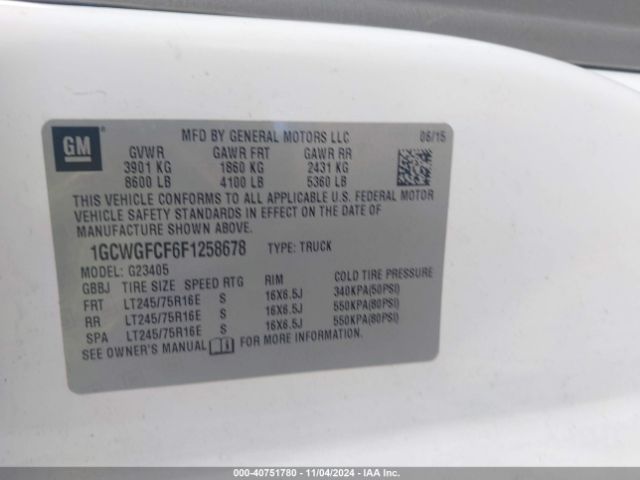 GM
MFD BY GENERAL MOTORS LLC 06/15
GVWR GAWR FRT GAWR RR
3901 KG 1860 KG 2431 KG
8600 LB 4100 LB 5360 LB
THIS VEHICLE CONFORMS TO ALL APPLICABLE U.S. FEDERAL MOTOR
VEHICLE SAFETY STANDARDS IN EFFECT ON THE DATE OF
MANUFACTURE SHOWN ABOVE.
1GCWGFCF6F1258678 TYPE: TRUCK
MODEL: G23405
GBBJ TIRE SIZE SPEED RTG RIM COLD TIRE PRESSURE
FRT LT245/75R16E S 16X6.5J 340KPA(50PSI)
RR LT245/75R16E S 16X6.5J 550KPA(80PSI)
SPA LT245/75R16E S 16X6.5J 550KPA(80PSI)
SEE OWNER'S MANUAL FOR MORE INFORMATION.
000-40751780 - 11/04/2024 - IAA Inc.